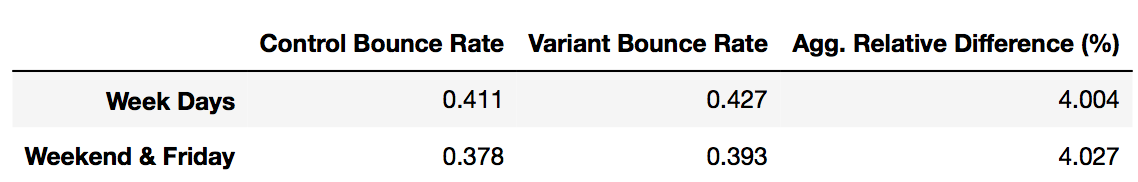 Control Bounce Rate Variant Bounce Rate Agg. Relative Difference (%)
Week Days 0.411 0.427 4.004
Weekend & Friday 0.378 0.393 4.027